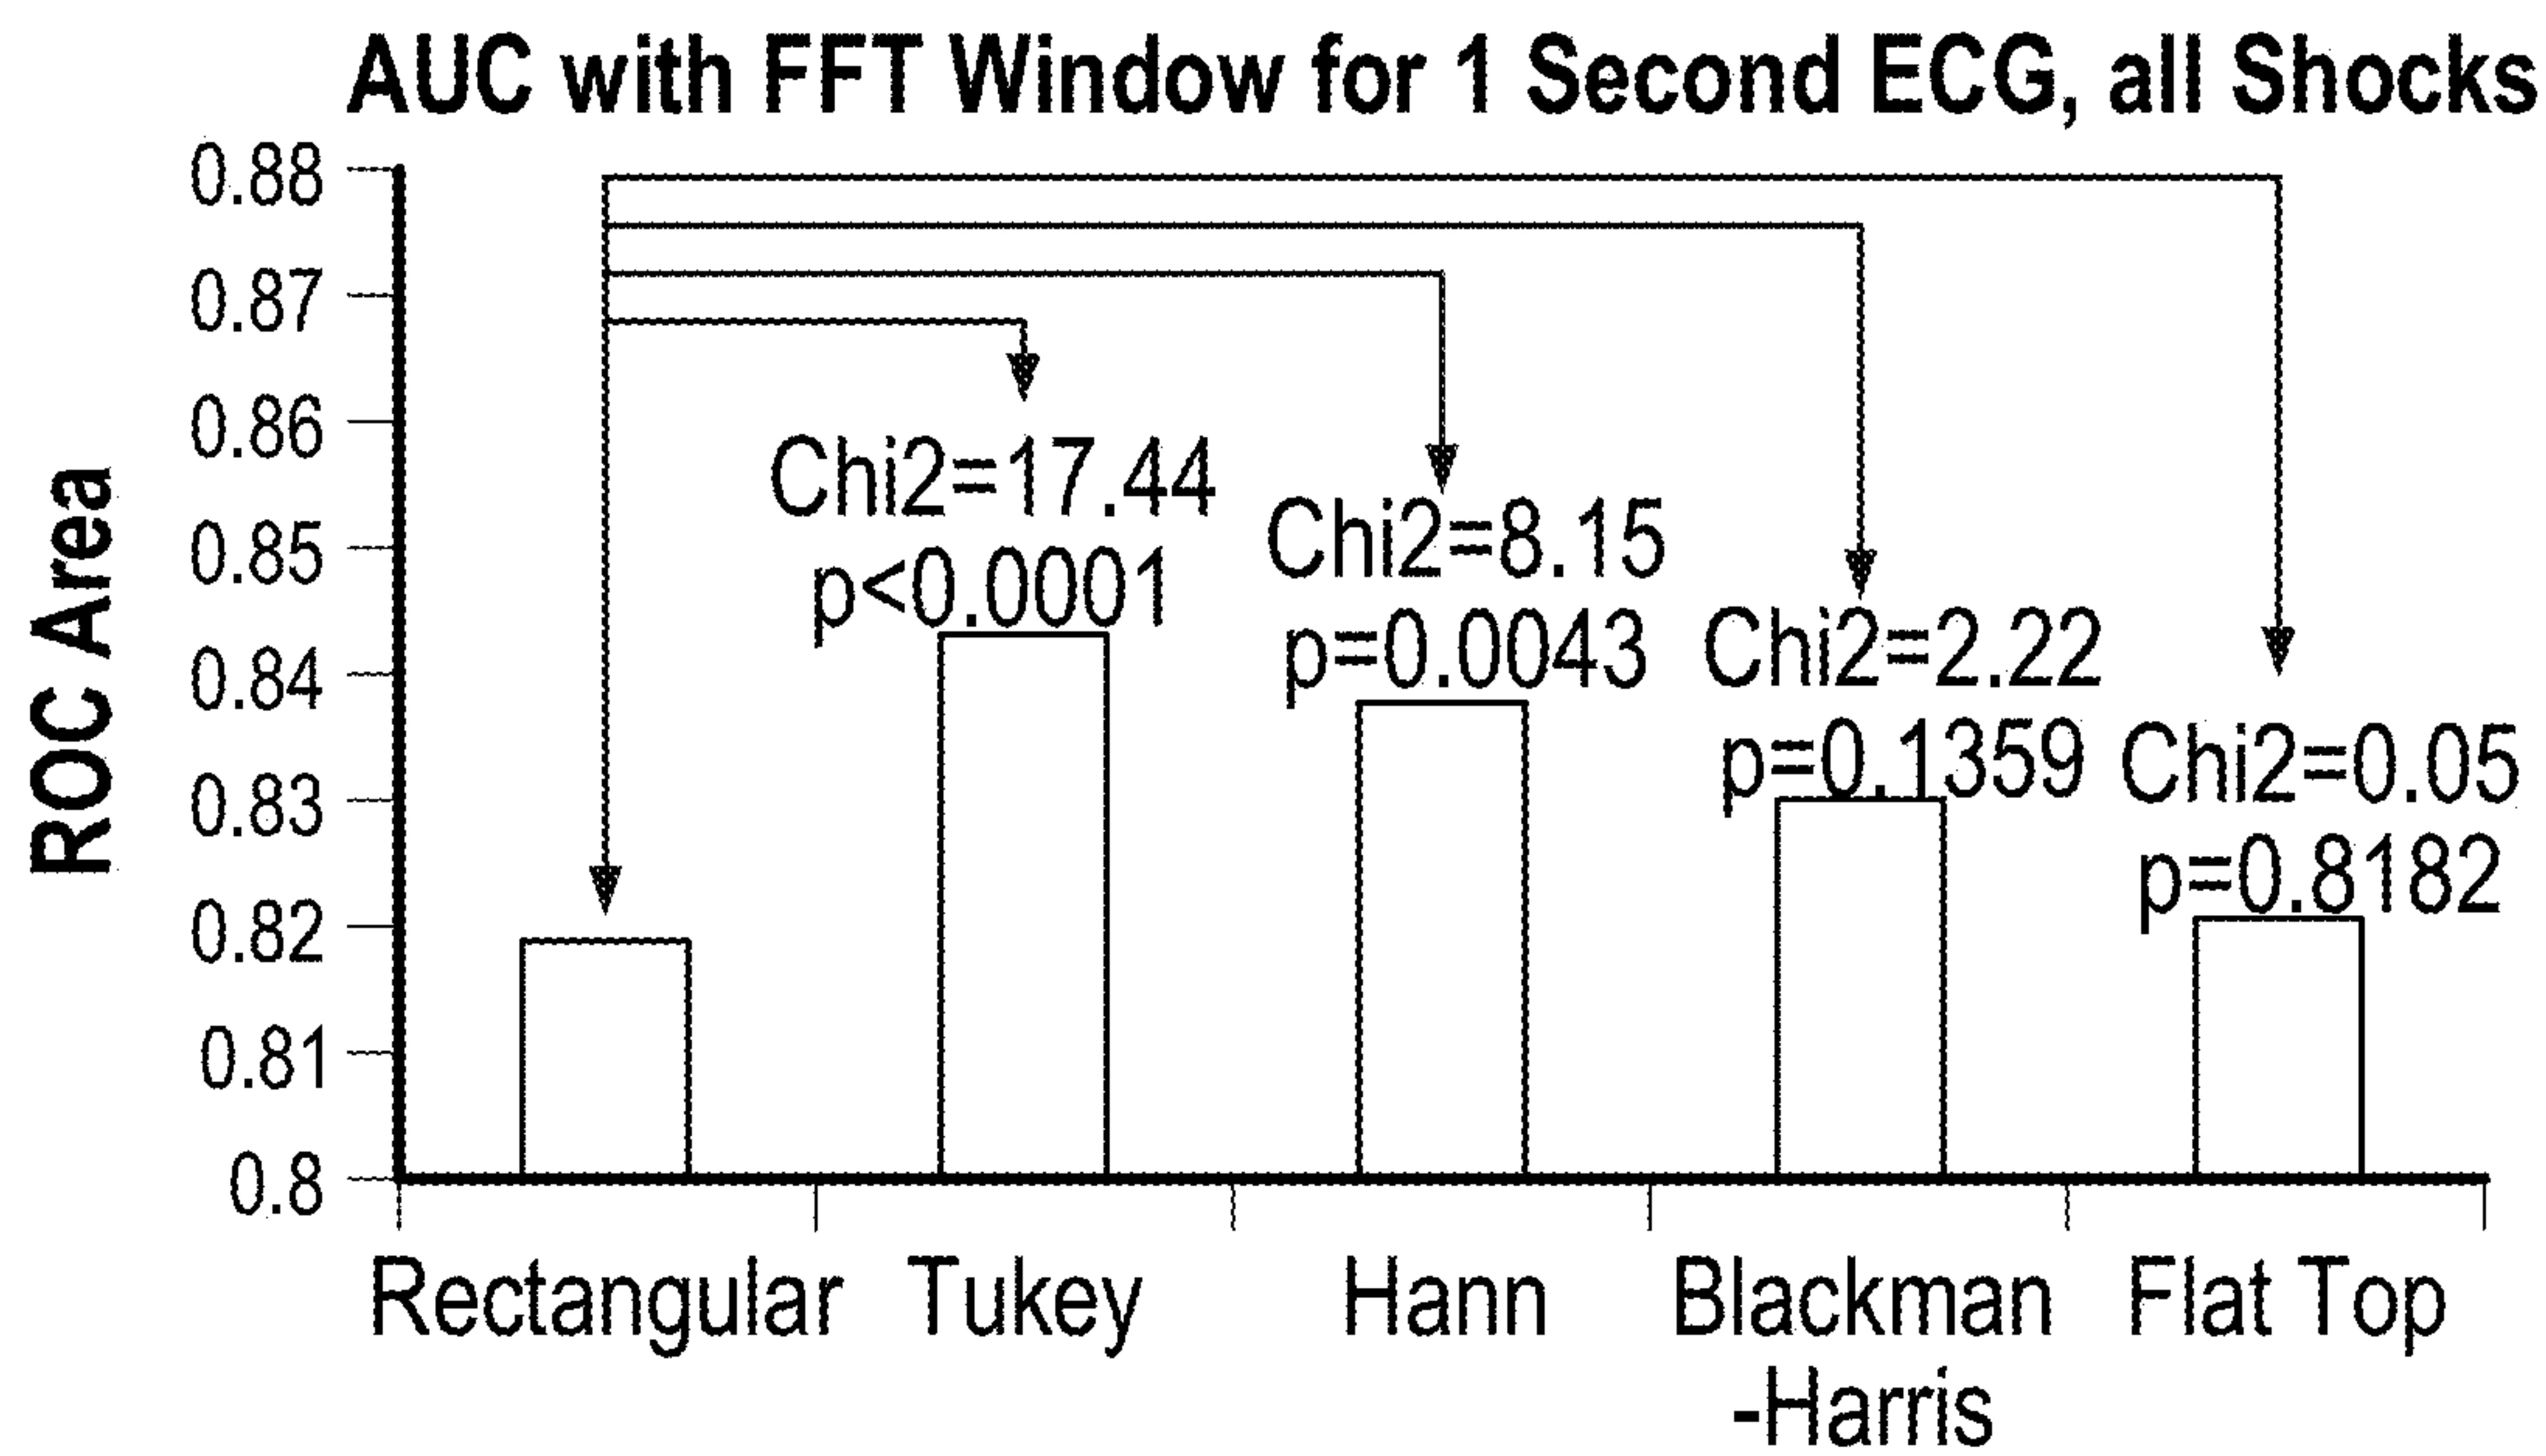 AUC with FFT Window for 1 Second ECG, all Shocks
ROC Area
0.88
0.87
0.86
0.85
0.84
0.83
0.82
0.81
0.8
Chi2=17.44
p<0.0001
Chi2=8.15
p=0.0043
Chi2=2.22
p=0.1359
Chi2=0.05
p=0.8182
Rectangular
Tukey
Hann
Blackman
-Harris
Flat Top